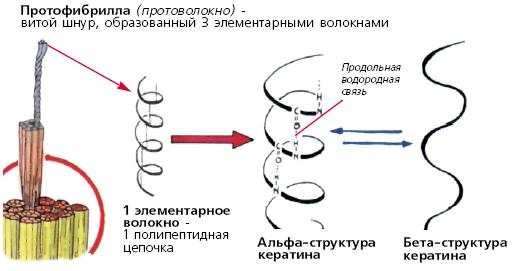 Протофибрилла (протоволокно) -
витой шнур, образованный 3 элементарными волокнами
Продольная
водородная
связь
H
N
C
O
H
N
C
O
H
N
1 элементарное
волокно -
1 полипептидная
цепочка
Альфа-структура
кератина
Бета-структура
кератина